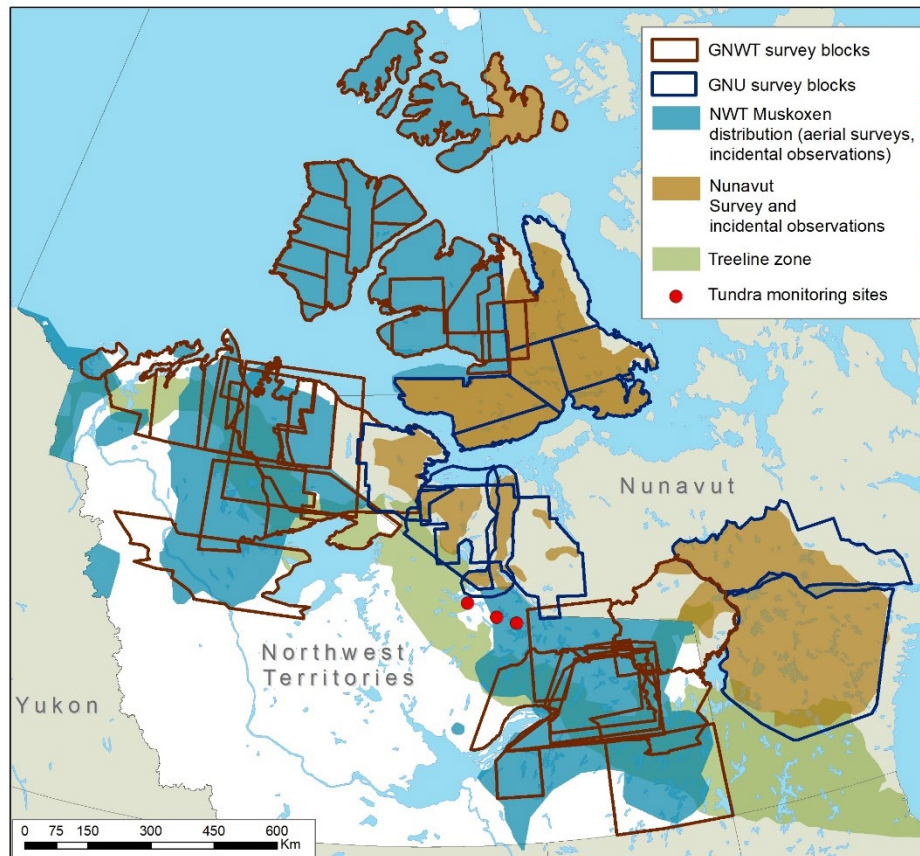 GNWT survey blocks
GNU survey blocks
NWT Muskoxen
distribution (aerial surveys,
incidental observations)
Nunavut
Survey and
incidental observations
Treeline zone
Tundra monitoring sites
Nunavut
Northwest
Territories
Yukon
0 75 150 300 450 600
Km